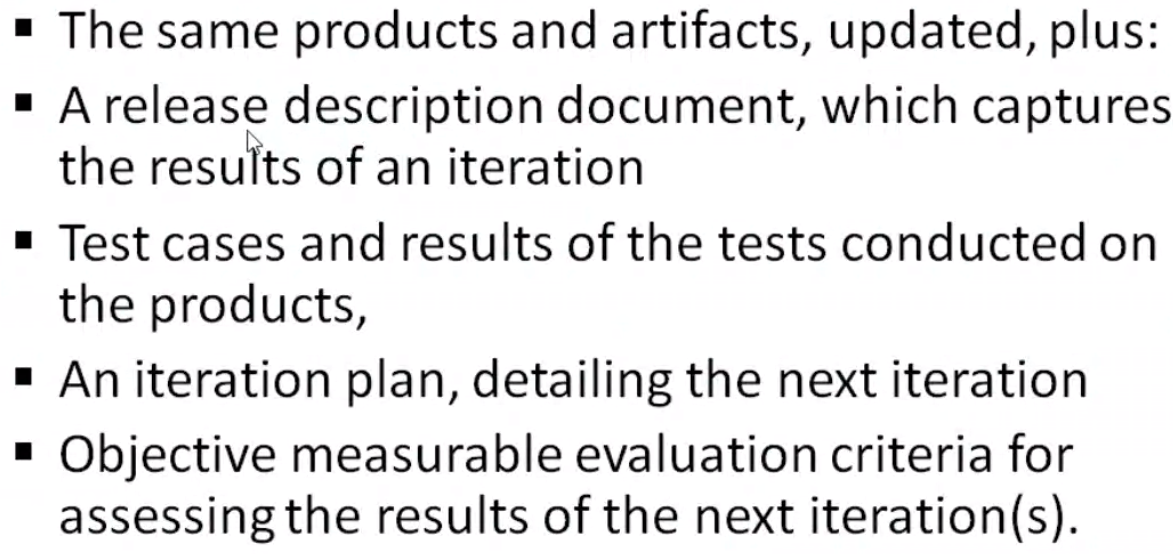 ▪ The same products and artifacts, updated, plus:
▪ A release description document, which captures
the results of an iteration
▪ Test cases and results of the tests conducted on
the products,
▪ An iteration plan, detailing the next iteration
▪ Objective measurable evaluation criteria for
assessing the results of the next iteration(s).